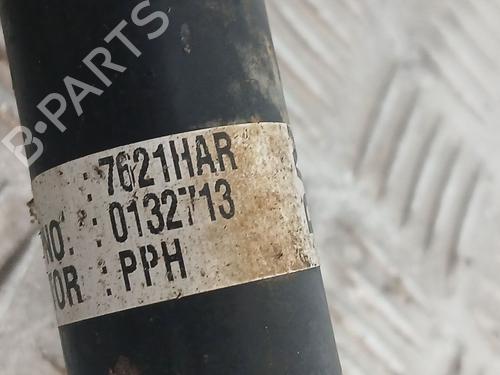 B-PARTS
: 7621HAR
NO: : 0132713
TOR : PPH